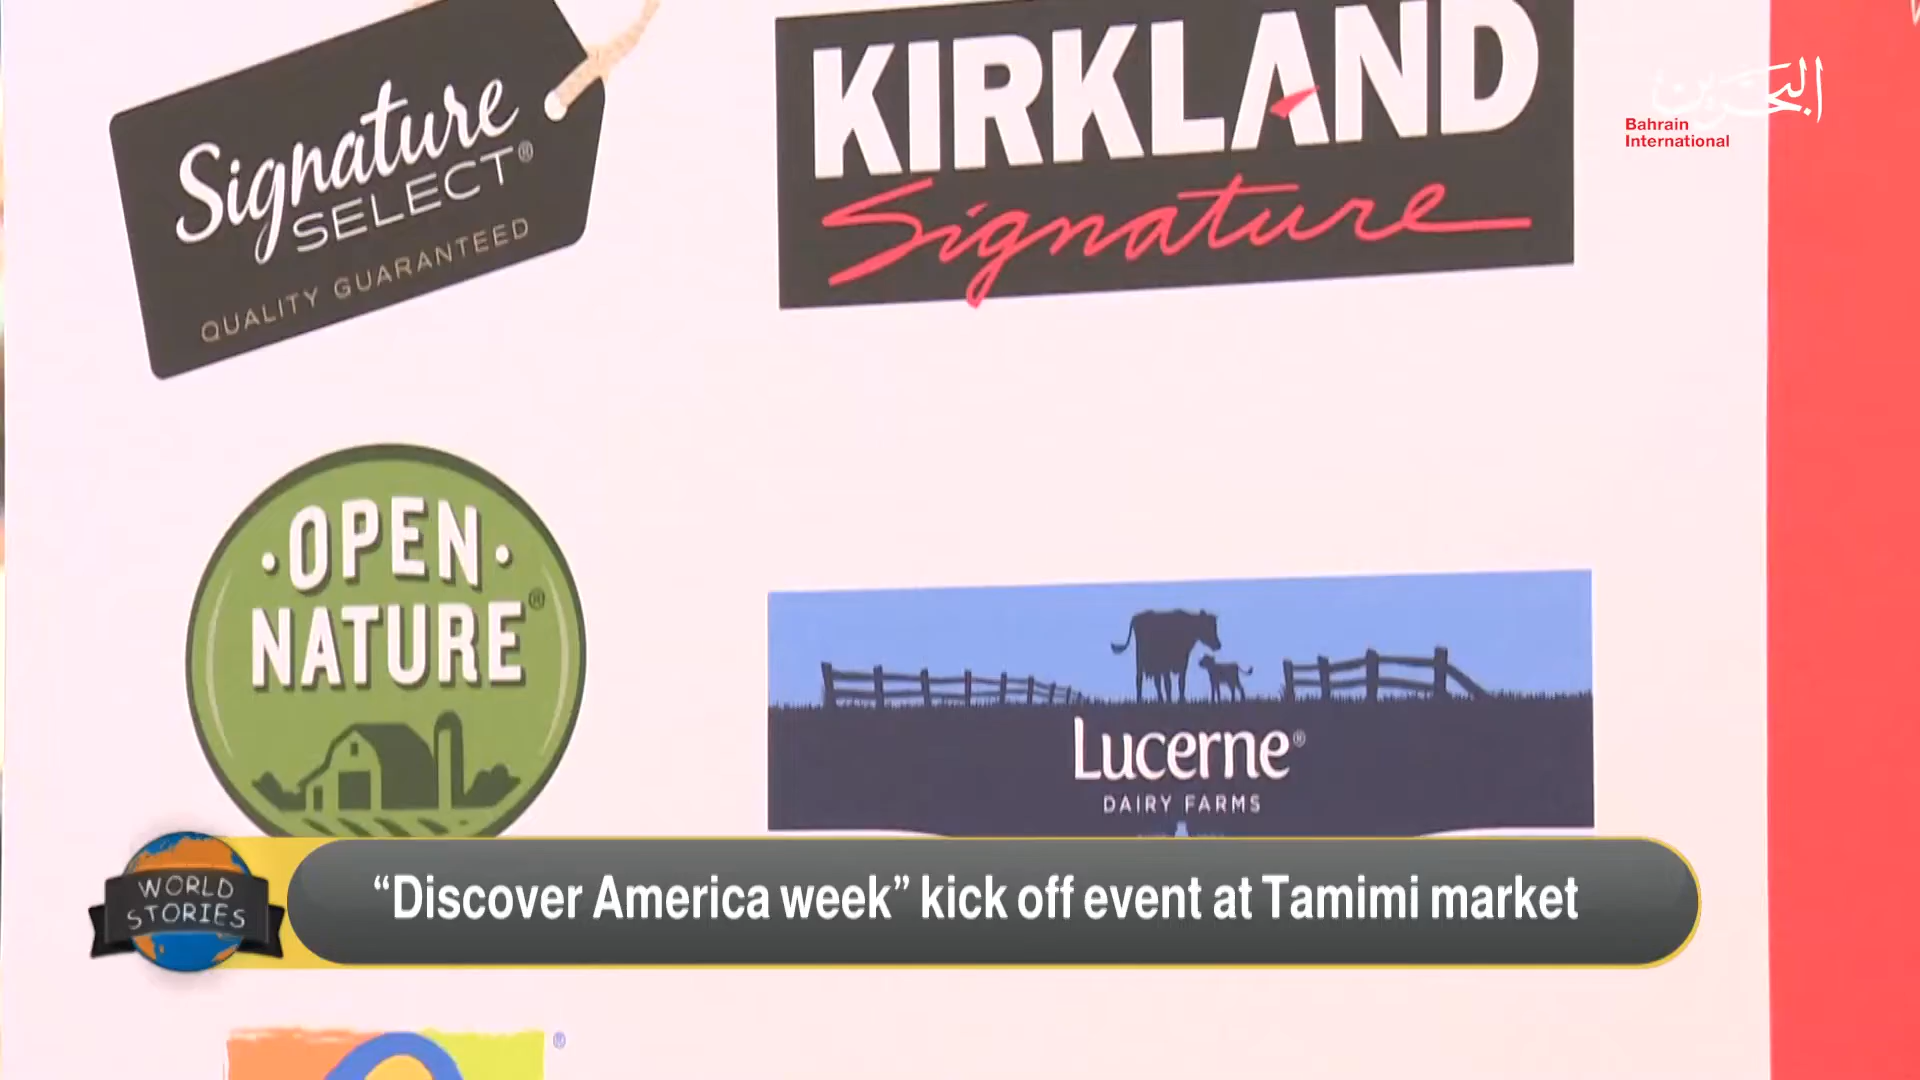 Signature
SELECT®
QUALITY GUARANTEED
KIRKLAND
Signature
البحرين
Bahrain
International
OPEN
NATURE®
Lucerne®
DAIRY FARMS
WORLD
STORIES
“Discover America week” kick off event at Tamimi market
®